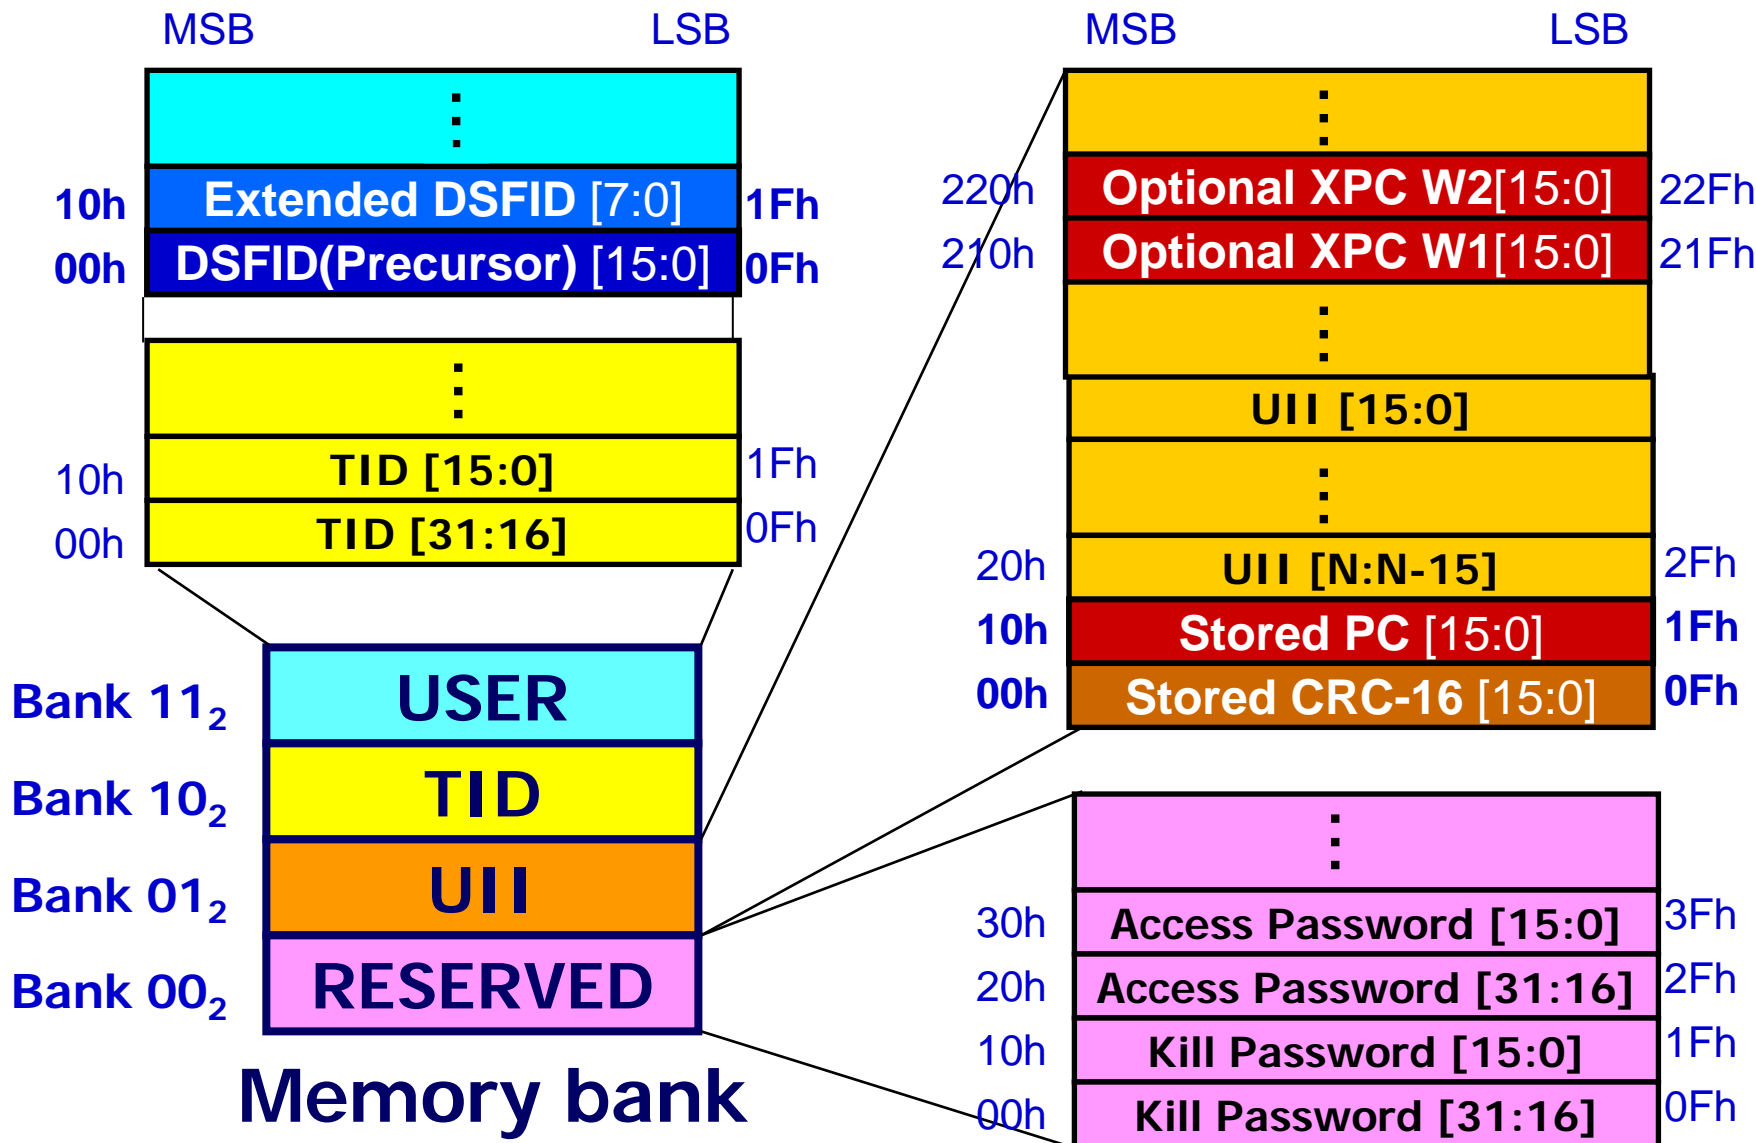 MSB LSB
⋮
10h Extended DSFID [7:0] 1Fh
00h DSFID(Precursor) [15:0] 0Fh
⋮
10h TID [15:0] 1Fh
00h TID [31:16] 0Fh
Bank 11₂ USER
Bank 10₂ TID
Bank 01₂ UII
Bank 00₂ RESERVED
Memory bank
MSB LSB
⋮
220h Optional XPC W2[15:0] 22Fh
210h Optional XPC W1[15:0] 21Fh
⋮
UII [15:0]
⋮
20h UII [N:N-15] 2Fh
10h Stored PC [15:0] 1Fh
00h Stored CRC-16 [15:0] 0Fh
⋮
30h Access Password [15:0] 3Fh
20h Access Password [31:16] 2Fh
10h Kill Password [15:0] 1Fh
00h Kill Password [31:16] 0Fh